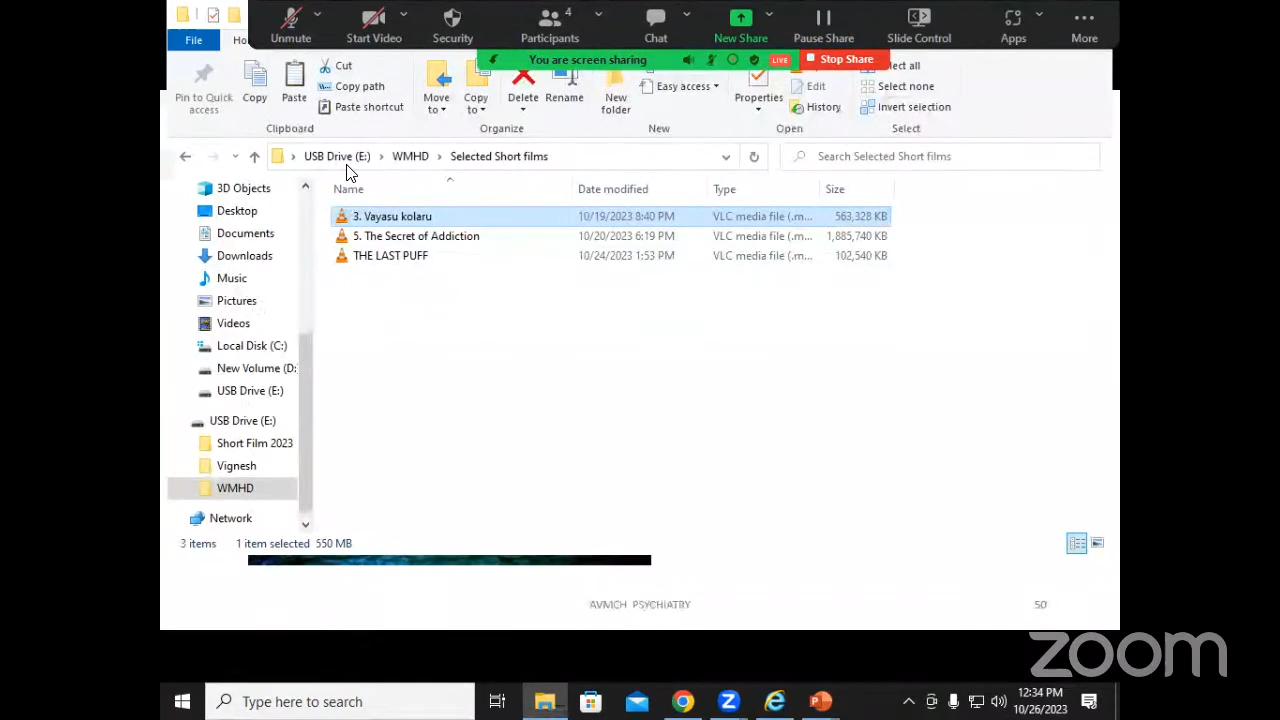 Unmute
Start Video
Security
4
Participants
Chat
New Share
Pause Share
Slide Control
Apps
More
You are screen sharing
LIVE
Stop Share
File
Pin to Quick
access
Copy
Paste
Cut
Copy path
Paste shortcut
Move
to
Copy
to
Delete
Rename
New
folder
Easy access
Properties
Edit
History
Select none
Invert selection
Clipboard
Organize
New
Open
Select
USB Drive (E:) > WMHD > Selected Short films
Search Selected Short films
Name
Date modified
Type
Size
3. Vayasu kolaru 10/19/2023 8:40 PM VLC media file (.m... 563,328 KB
5. The Secret of Addiction 10/20/2023 6:19 PM VLC media file (.m... 1,885,740 KB
THE LAST PUFF 10/24/2023 1:53 PM VLC media file (.m... 102,540 KB
3D Objects
Desktop
Documents
Downloads
Music
Pictures
Videos
Local Disk (C:)
New Volume (D:
USB Drive (E:)
USB Drive (E:)
Short Film 2023
Vignesh
WMHD
Network
3 items 1 item selected 550 MB
AVMCH PSYCHIATRY
50
zoom
Type here to search
12:34 PM
10/26/2023